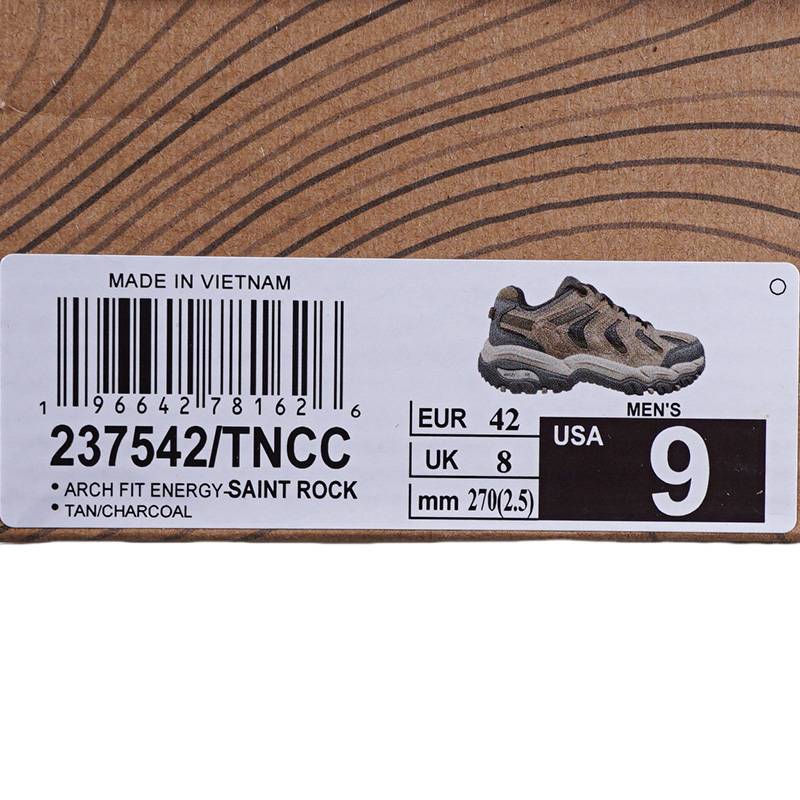 MADE IN VIETNAM
1 96642 78162 6
237542/TNCC
• ARCH FIT ENERGY-SAINT ROCK
• TAN/CHARCOAL
MEN'S
EUR 42
UK 8
mm 270(2.5)
USA 9